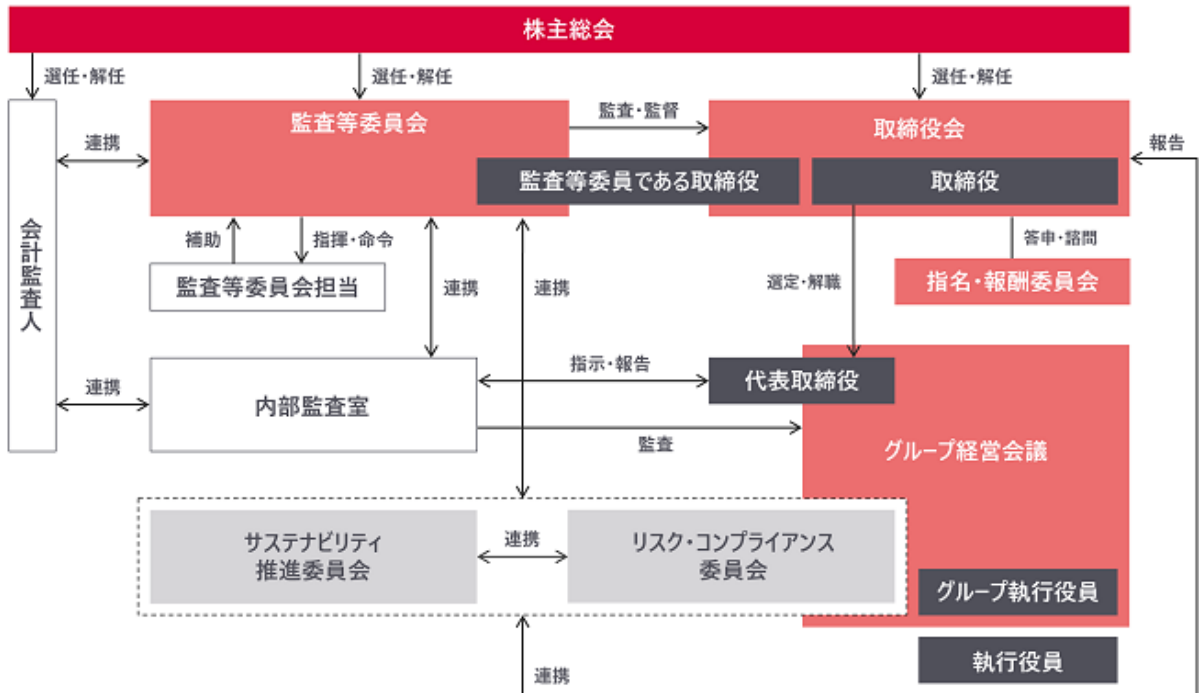 株主総会
選任・解任
選任・解任
選任・解任
監査等委員会
監査・監督
取締役会
連携
報告
監査等委員である取締役
取締役
会計監査人
補助
指揮・命令
答申・諮問
監査等委員会担当
連携
連携
選定・解職
指名・報酬委員会
指示・報告
代表取締役
連携
内部監査室
監査
グループ経営会議
サステナビリティ
推進委員会
連携
リスク・コンプライアンス
委員会
グループ執行役員
執行役員
連携